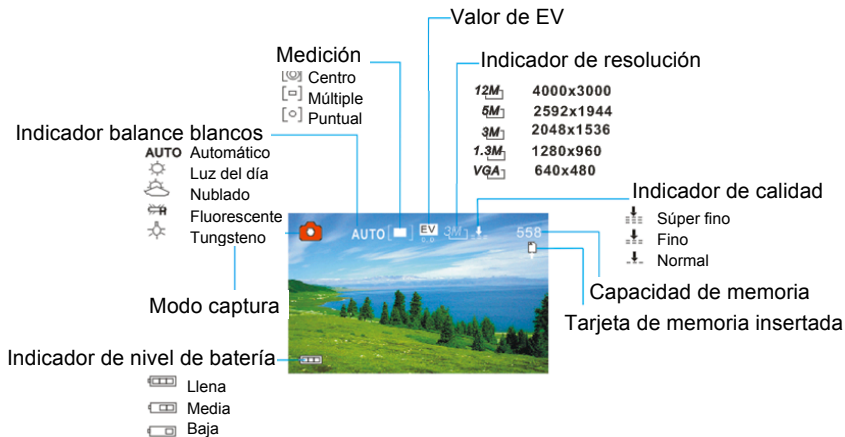 Valor de EV
Medición
Centro
Múltiple
Puntual
Indicador de resolución
12M 4000x3000
5M 2592x1944
3M 2048x1536
1.3M 1280x960
VGA 640x480
Indicador balance blancos
AUTO Automático
Luz del día
Nublado
Fluorescente
Tungsteno
Indicador de calidad
Súper fino
Fino
Normal
AUTO EV 3M 558
Modo captura
Capacidad de memoria
Tarjeta de memoria insertada
Indicador de nivel de batería
Llena
Media
Baja